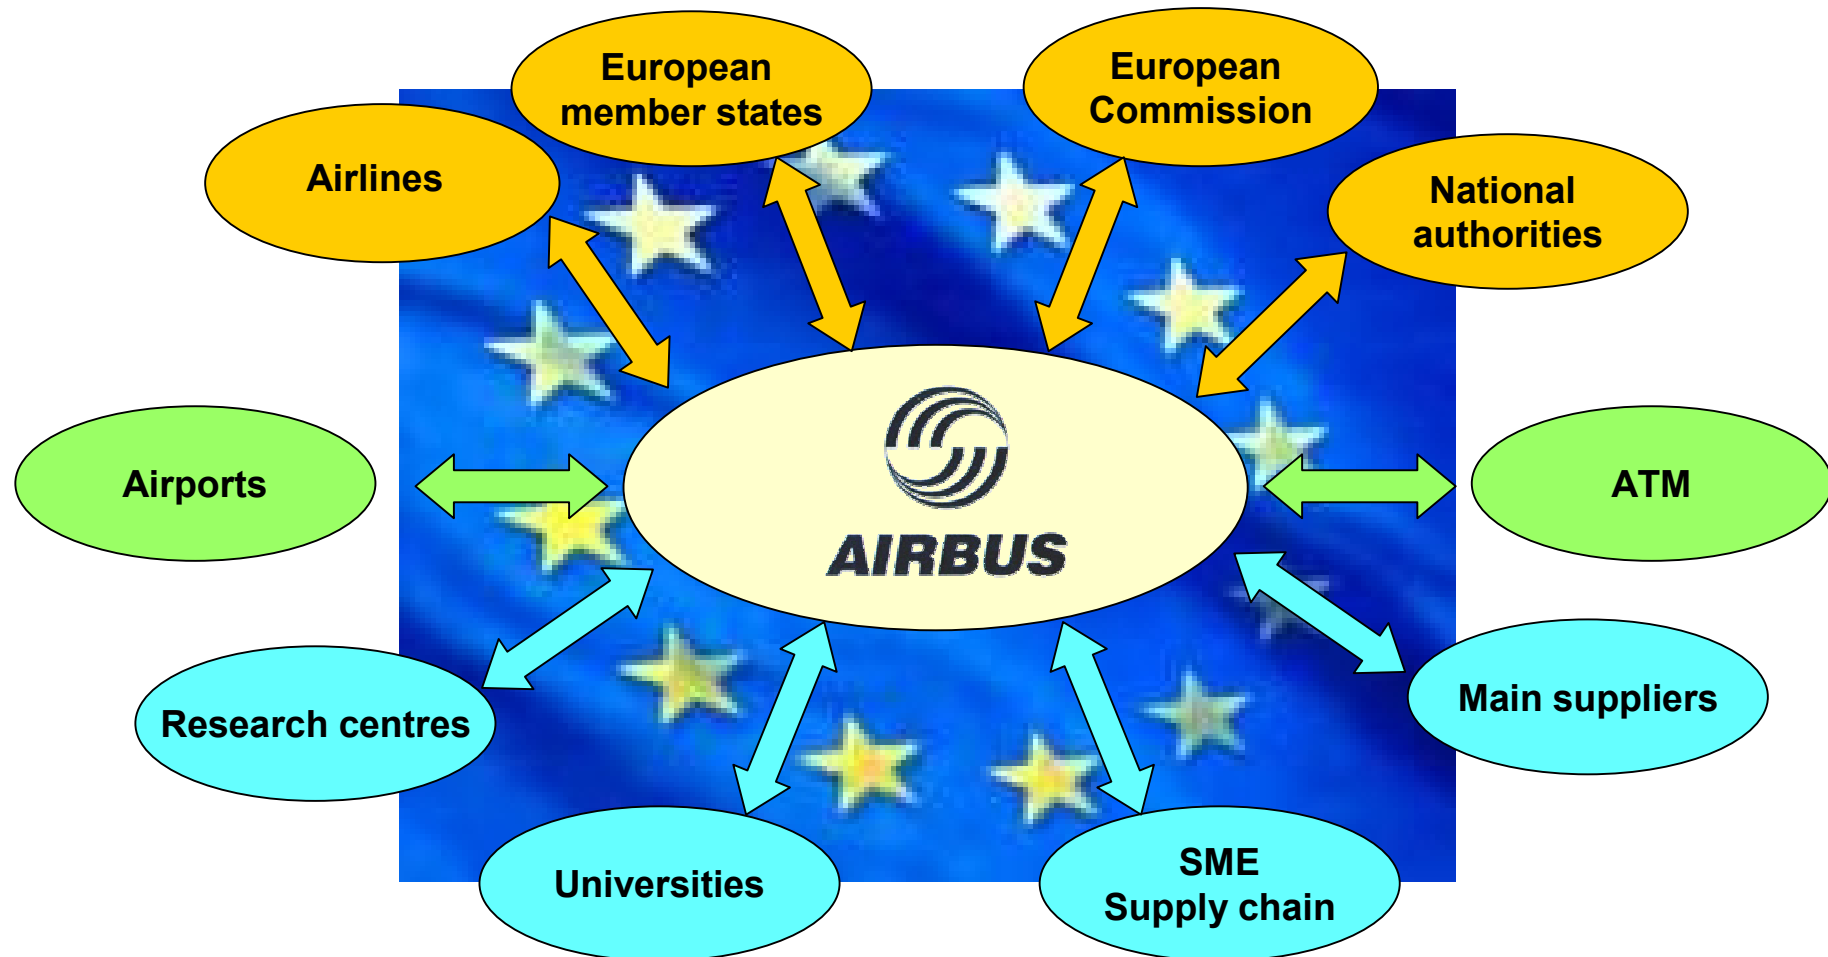 European
member states
European
Commission
Airlines
National
authorities
Airports
AIRBUS
ATM
Research centres
Main suppliers
Universities
SME
Supply chain